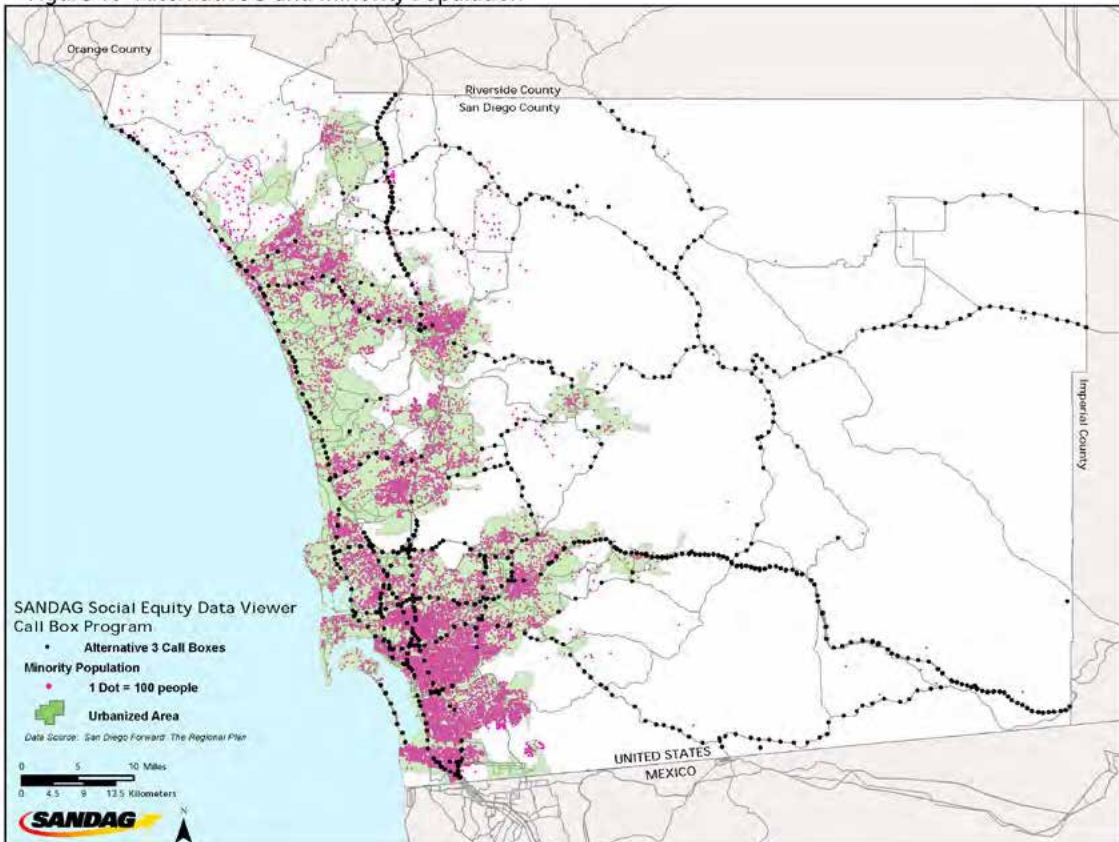 Orange County
Riverside County
San Diego County
Imperial County
UNITED STATES
MEXICO
SANDAG Social Equity Data Viewer
Call Box Program
Alternative 3 Call Boxes
Minority Population
1 Dot = 100 people
Urbanized Area
Data Source: San Diego Forward: The Regional Plan
0 5 10 Miles
0 4.5 9 13.5 Kilometers
SANDAG
N